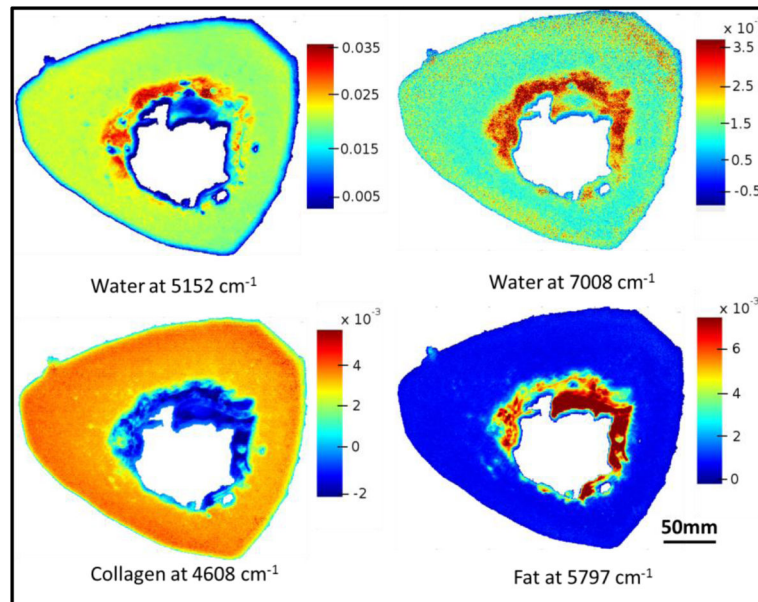 0.035
0.025
0.015
0.005
x 10⁻
3.5
2.5
1.5
0.5
-0.5
Water at 5152 cm⁻¹
Water at 7008 cm⁻¹
x 10⁻³
4
2
0
-2
x 10⁻³
6
4
2
0
50mm
Collagen at 4608 cm⁻¹
Fat at 5797 cm⁻¹